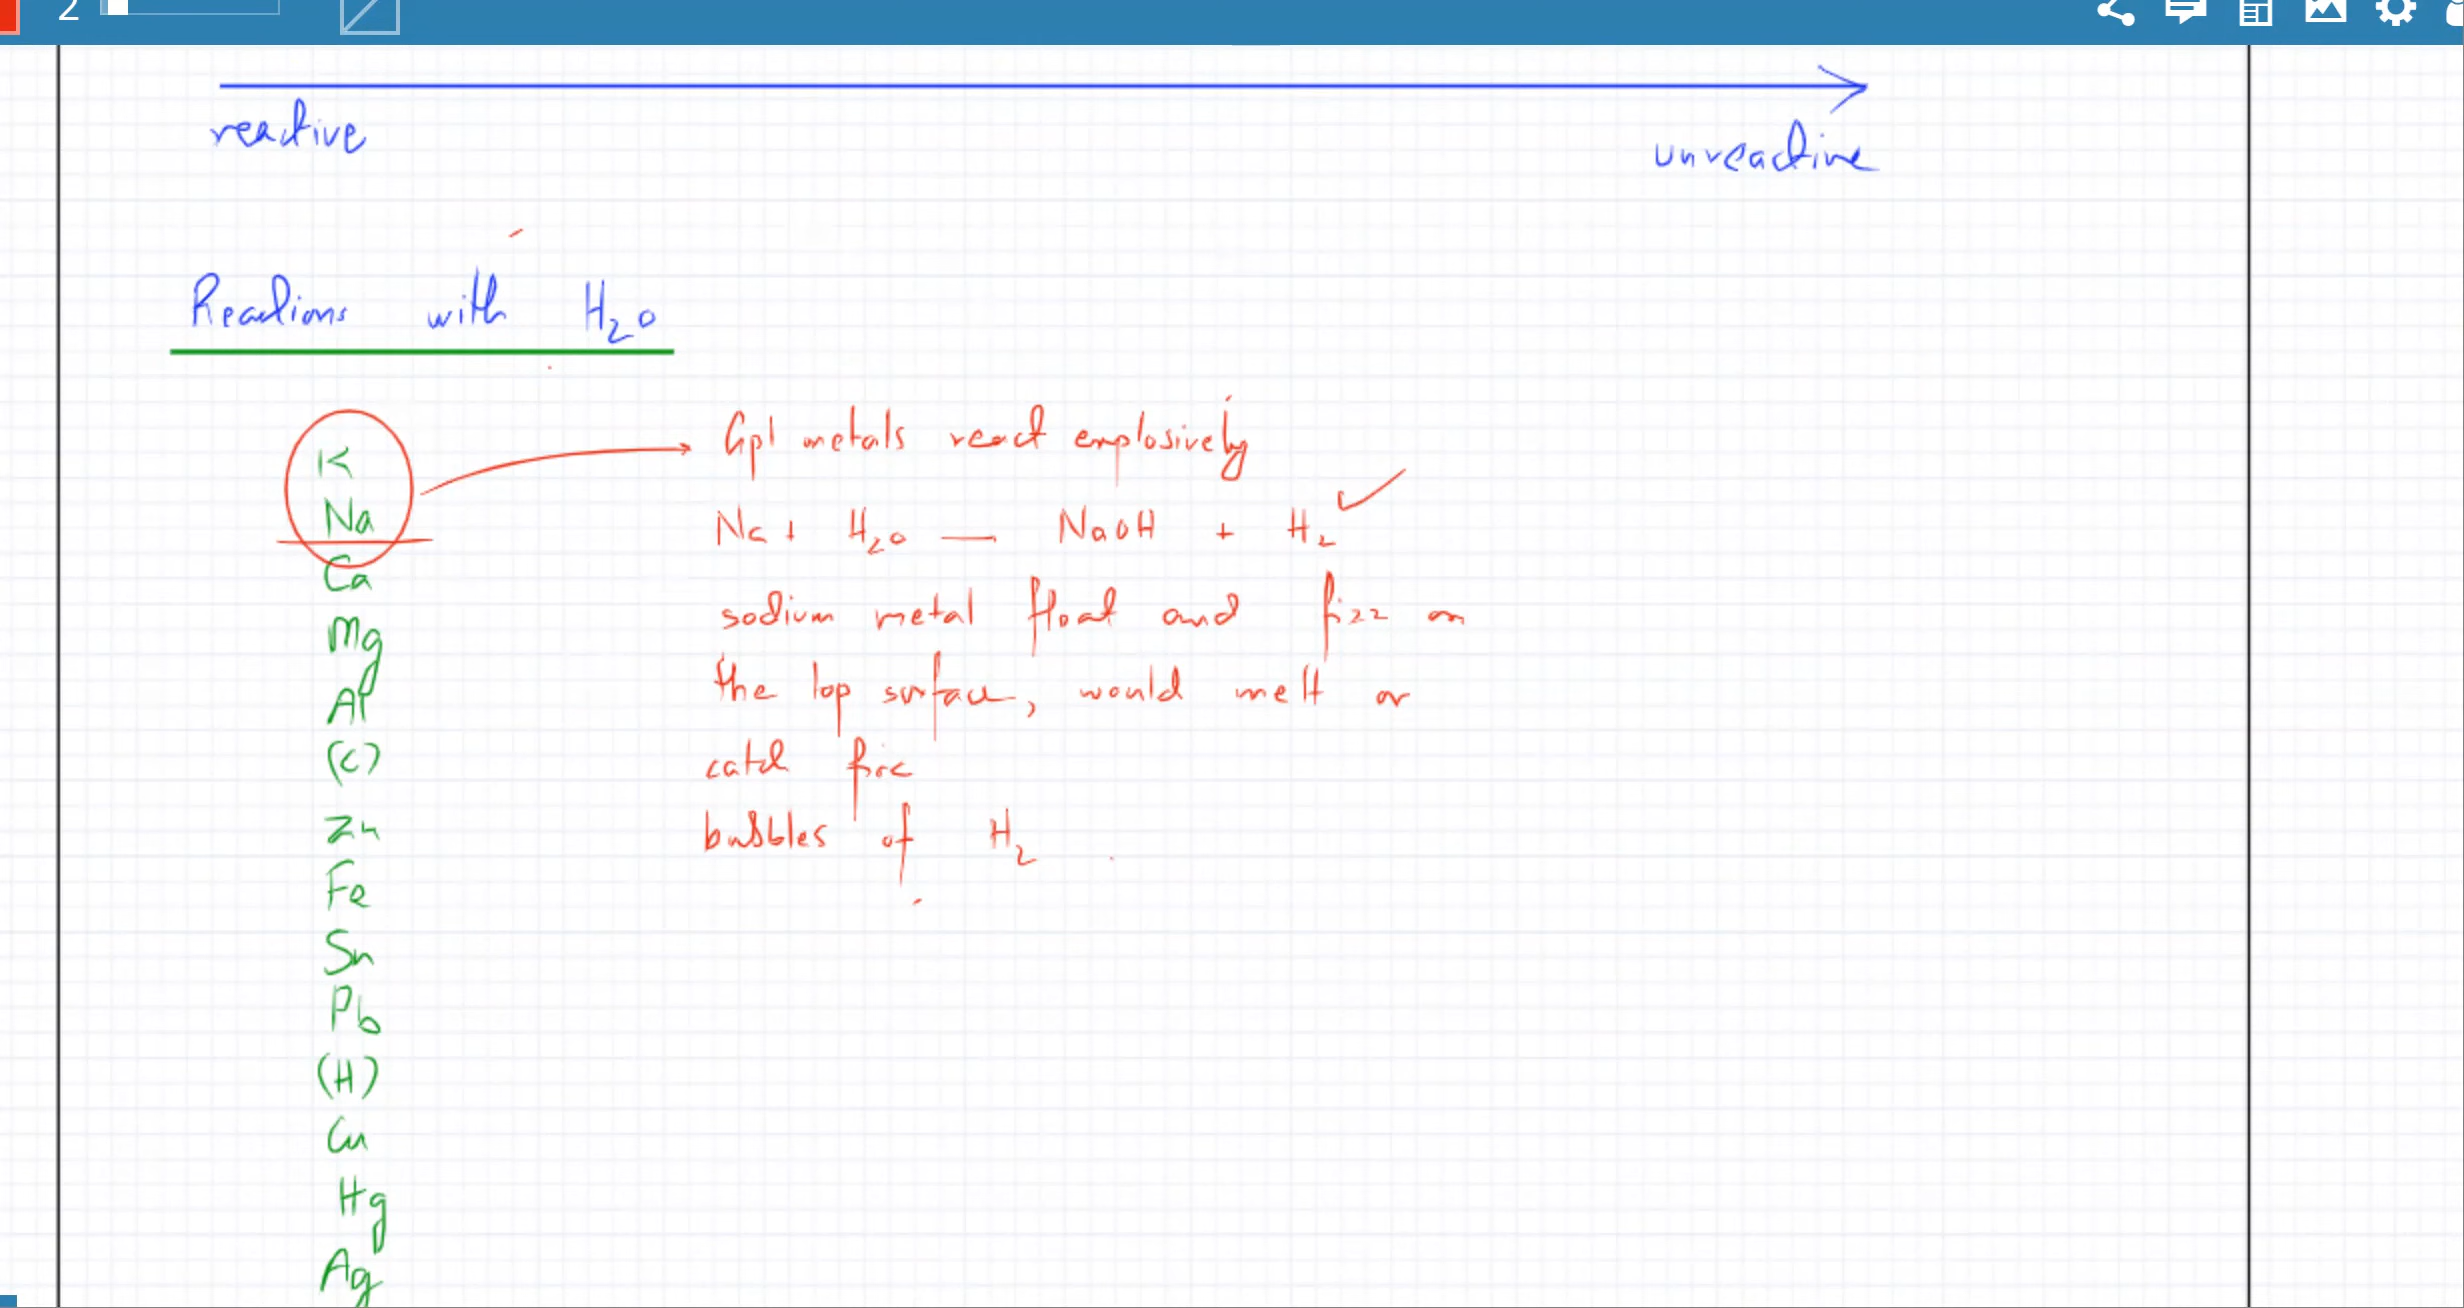 2
reactive
unreactive
Reactions with H₂O
K
Na
Ca
Mg
Al
(C)
Zn
Fe
Sn
Pb
(H)
Cu
Hg
Ag
Gp1 metals react explosively
Na + H₂O — NaOH + H₂ ✓
sodium metal float and fizz on
the top surface, would melt or
catch fire
bubbles of H₂